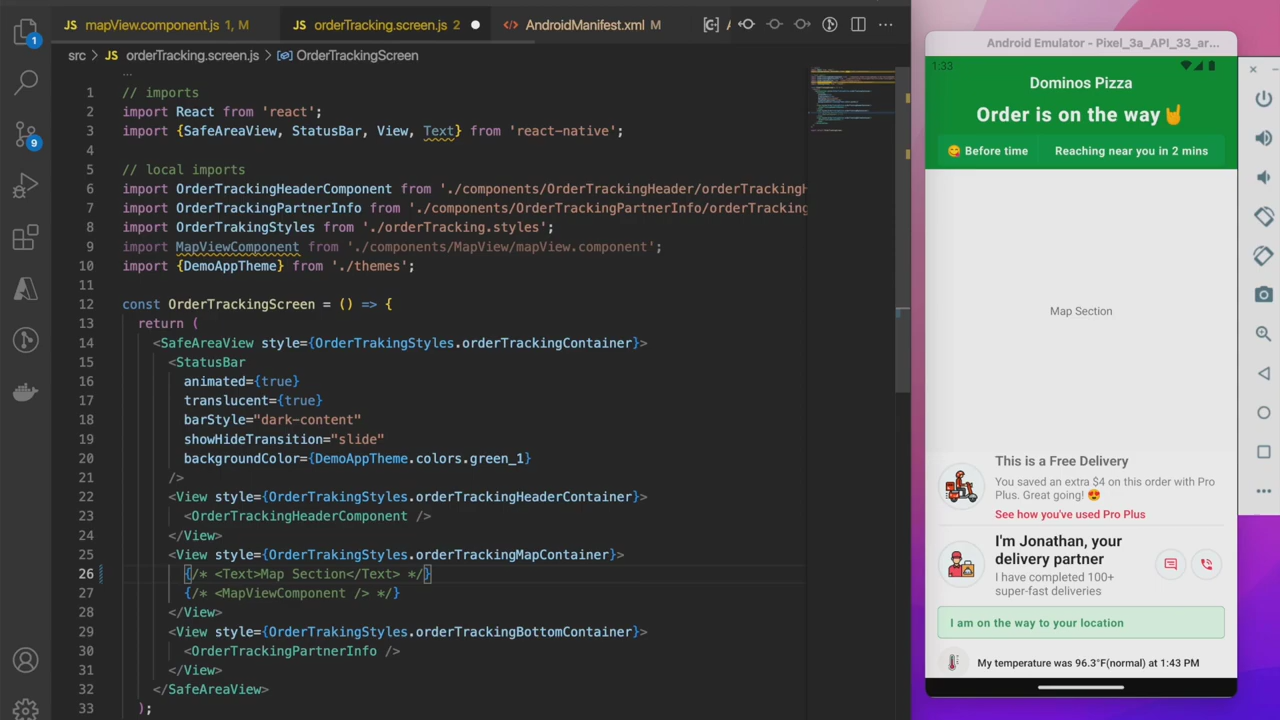 JS mapView.component.js 1, M
JS orderTracking.screen.js 2
AndroidManifest.xml M
src > JS orderTracking.screen.js > OrderTrackingScreen
1 // imports
2 import React from 'react';
3 import {SafeAreaView, StatusBar, View, Text} from 'react-native';
4
5 // local imports
6 import OrderTrackingHeaderComponent from './components/OrderTrackingHeader/orderTrackingH
7 import OrderTrackingPartnerInfo from './components/OrderTrackingPartnerInfo/orderTracking
8 import OrderTrakingStyles from './orderTracking.styles';
9 import MapViewComponent from './components/MapView/mapView.component';
10 import {DemoAppTheme} from './themes';
11
12 const OrderTrackingScreen = () => {
13 return (
14 <SafeAreaView style={OrderTrakingStyles.orderTrackingContainer}>
15 <StatusBar
16 animated={true}
17 translucent={true}
18 barStyle="dark-content"
19 showHideTransition="slide"
20 backgroundColor={DemoAppTheme.colors.green_1}
21 />
22 <View style={OrderTrakingStyles.orderTrackingHeaderContainer}>
23 <OrderTrackingHeaderComponent />
24 </View>
25 <View style={OrderTrakingStyles.orderTrackingMapContainer}>
26 {/* <Text>Map Section</Text> */}
27 {/* <MapViewComponent /> */}
28 </View>
29 <View style={OrderTrakingStyles.orderTrackingBottomContainer}>
30 <OrderTrackingPartnerInfo />
31 </View>
32 </SafeAreaView>
33 );
1
9
Android Emulator - Pixel_3a_API_33_ar...
1:33
Dominos Pizza
Order is on the way🤘
😋 Before time
Reaching near you in 2 mins
Map Section
This is a Free Delivery
You saved an extra $4 on this order with Pro
Plus. Great going! 😍
See how you've used Pro Plus
I'm Jonathan, your
delivery partner
I have completed 100+
super-fast deliveries
I am on the way to your location
My temperature was 96.3°F(normal) at 1:43 PM